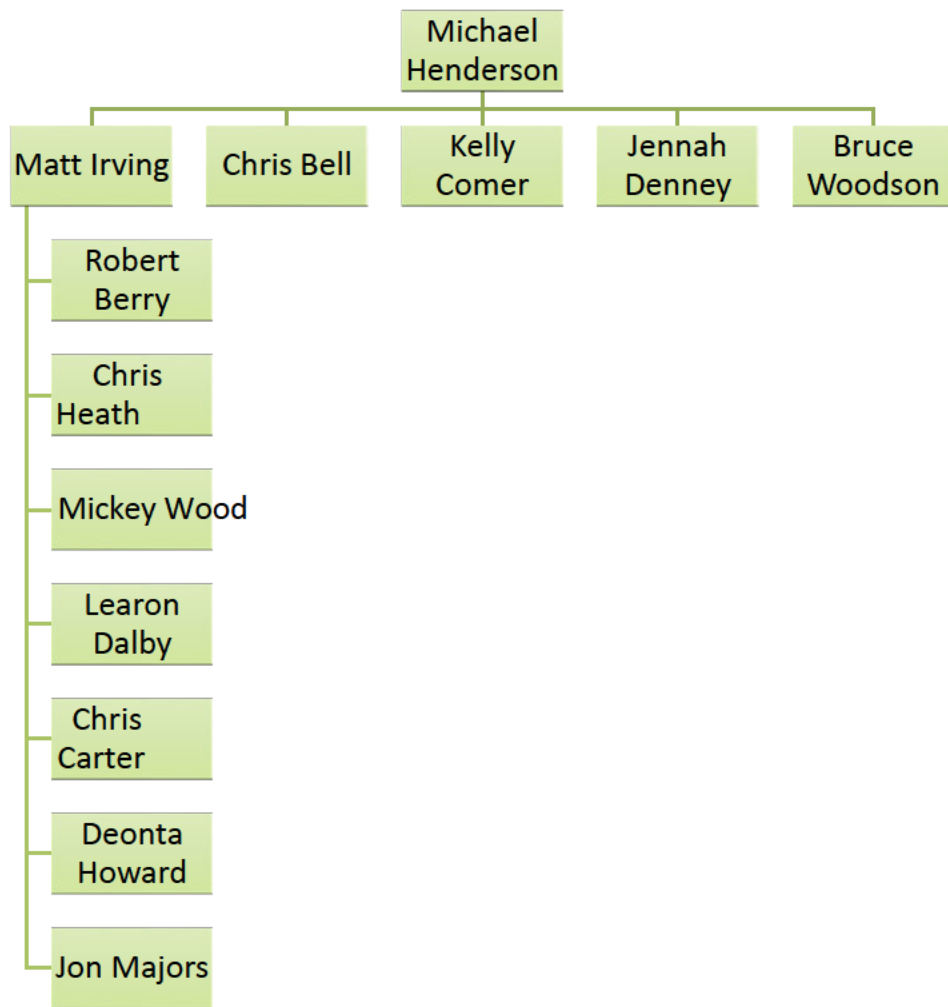 Michael
Henderson
Matt Irving
Chris Bell
Kelly
Comer
Jennah
Denney
Bruce
Woodson
Robert
Berry
Chris
Heath
Mickey Wood
Learon
Dalby
Chris
Carter
Deonta
Howard
Jon Majors